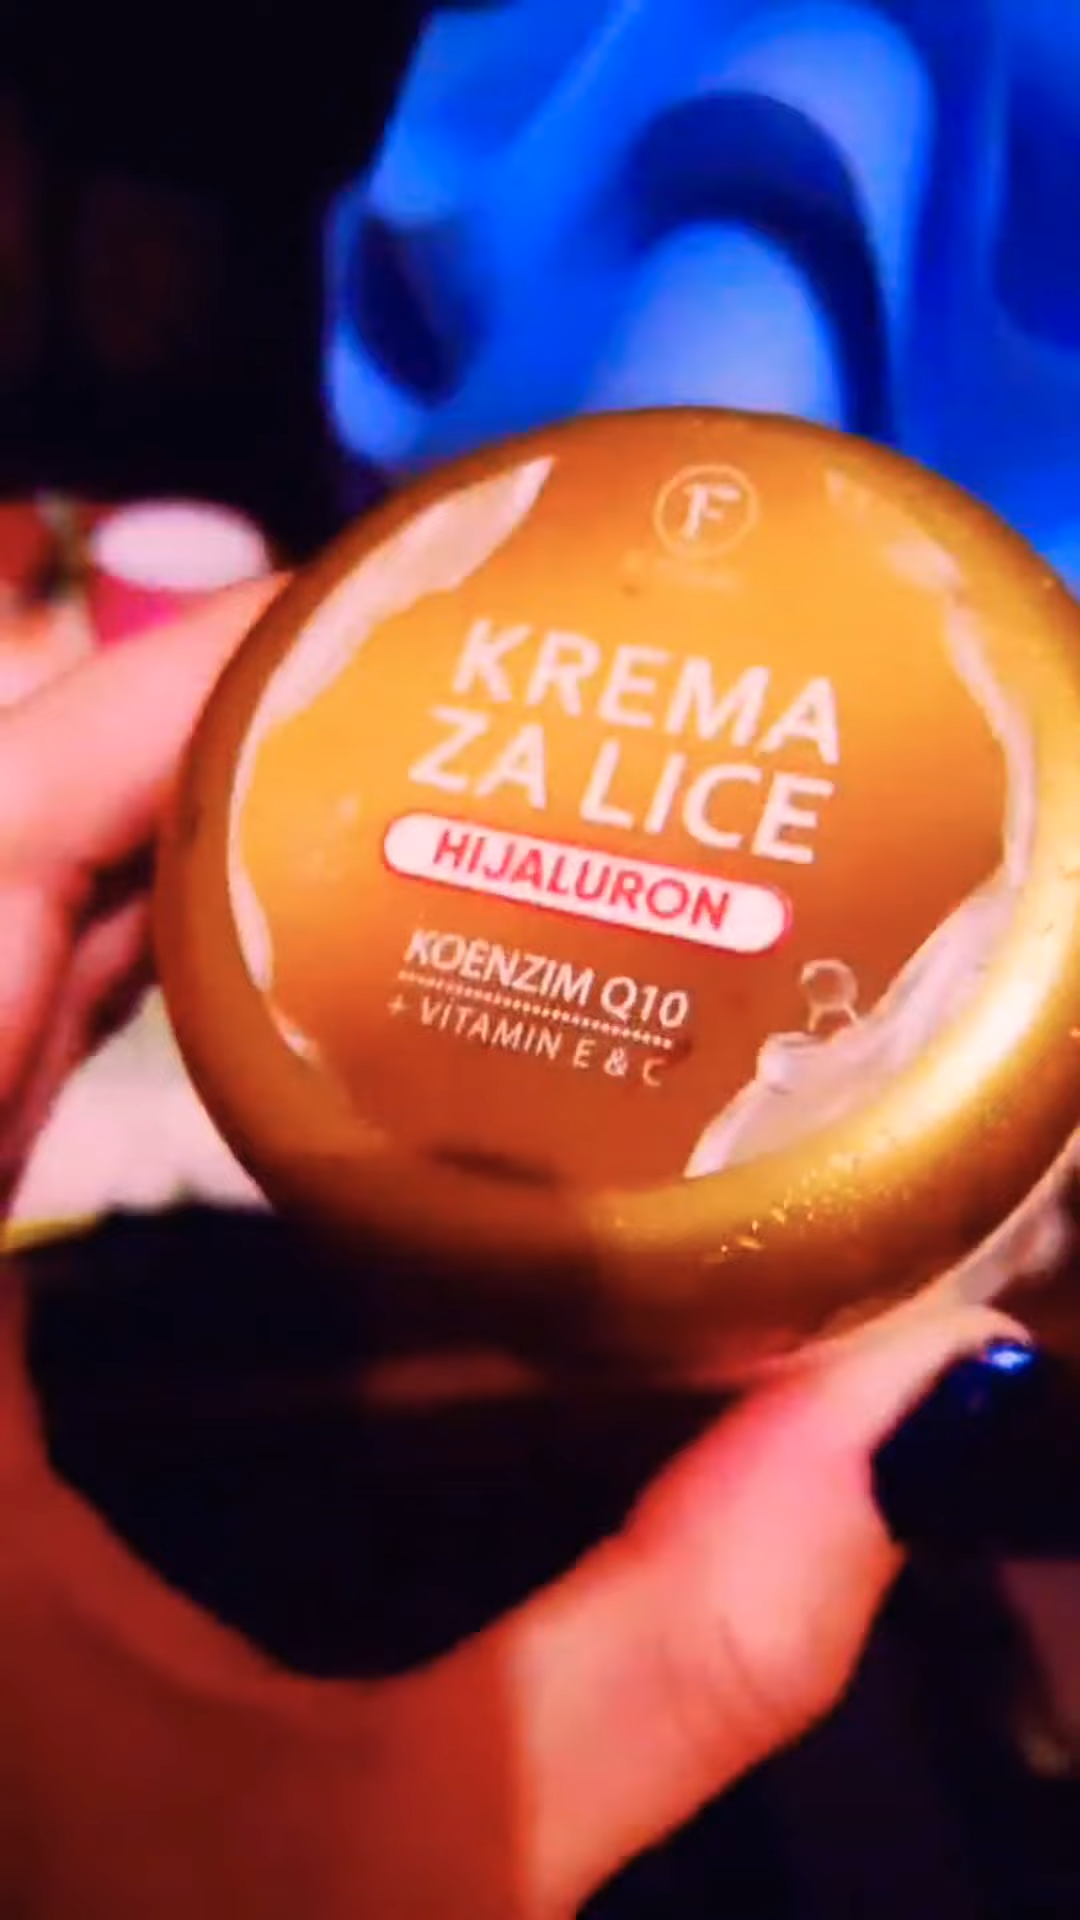 F
KREMA
ZA LICE
HIJALURON
KOENZIM Q10
+ VITAMIN E & C